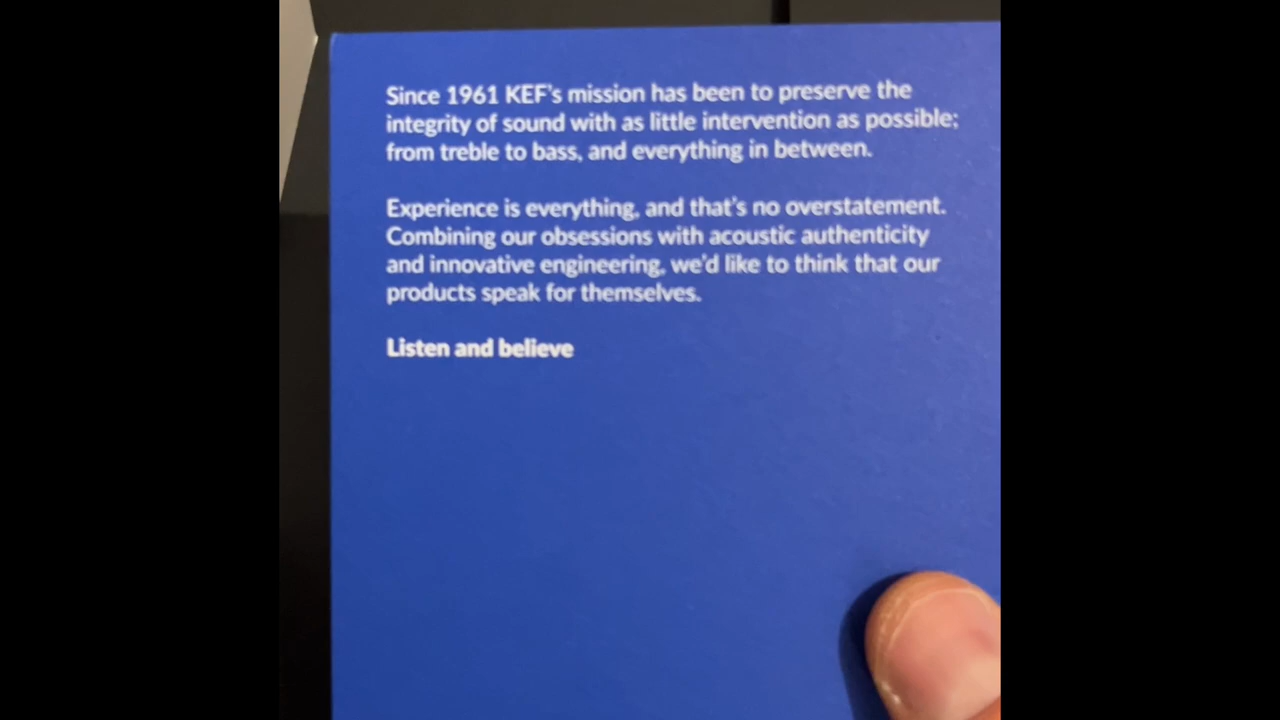 Since 1961 KEF's mission has been to preserve the
integrity of sound with as little intervention as possible;
from treble to bass, and everything in between.
Experience is everything, and that's no overstatement.
Combining our obsessions with acoustic authenticity
and innovative engineering, we'd like to think that our
products speak for themselves.
Listen and believe